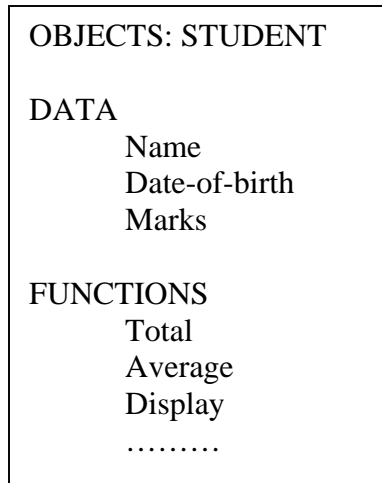 OBJECTS: STUDENT
DATA
Name
Date-of-birth
Marks
FUNCTIONS
Total
Average
Display
………